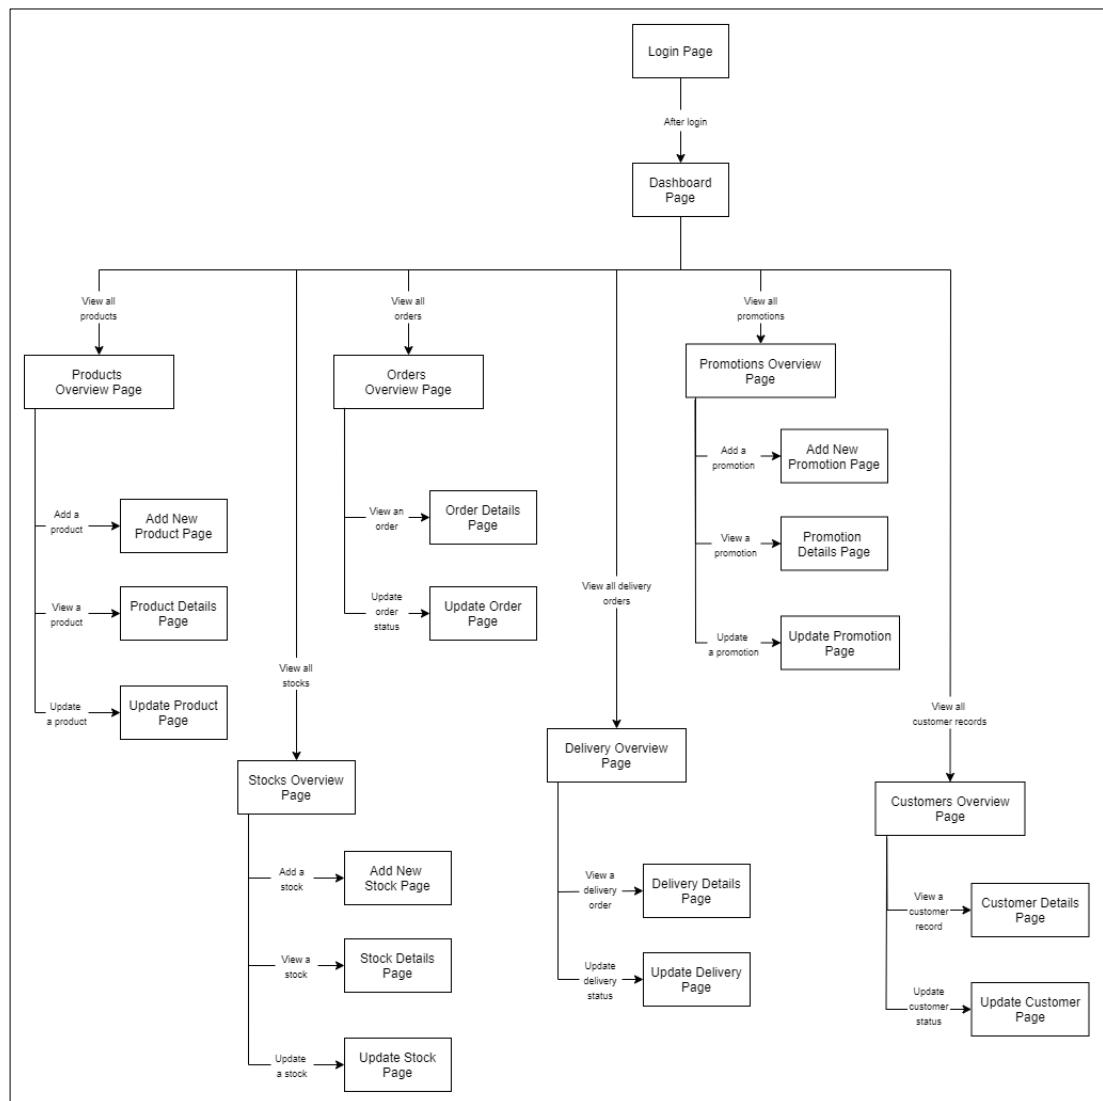 Login Page
After login
Dashboard
Page
View all
products
View all
orders
View all
promotions
Products
Overview Page
Orders
Overview Page
Promotions Overview
Page
Add a
promotion
Add New
Promotion Page
Add a
product
Add New
Product Page
View an
order
Order Details
Page
View a
promotion
Promotion
Details Page
View all delivery
orders
View a
product
Product Details
Page
Update
order
status
Update Order
Page
Update
a promotion
Update Promotion
Page
View all
stocks
Update
a product
Update Product
Page
View all
customer records
Delivery Overview
Page
Stocks Overview
Page
Customers Overview
Page
Add a
stock
Add New
Stock Page
View a
delivery
order
Delivery Details
Page
View a
customer
record
Customer Details
Page
View a
stock
Stock Details
Page
Update
delivery
status
Update Delivery
Page
Update
customer
status
Update Customer
Page
Update
a stock
Update Stock
Page